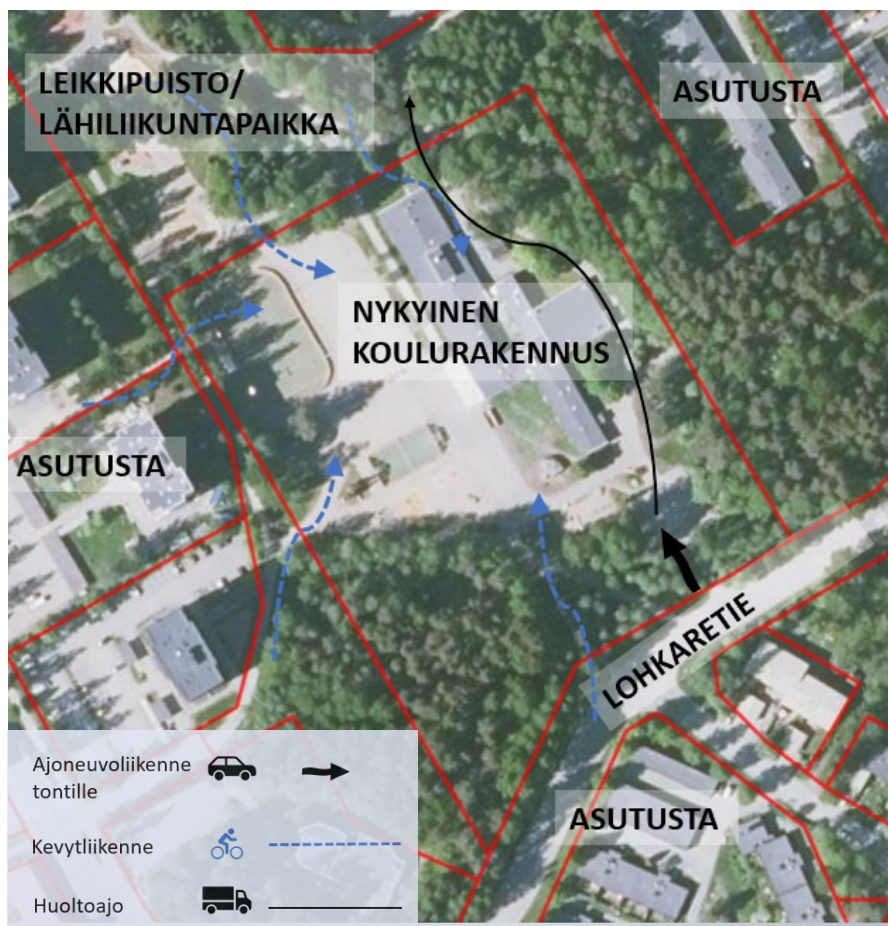 LEIKKIPUISTO/
LÄHILIIKUNTAPAIKKA
ASUTUSTA
NYKYINEN
KOULURAKENNUS
ASUTUSTA
LOHKARETIE
ASUTUSTA
Ajoneuvoliikenne
tontille
Kevytliikenne
Huoltoajo